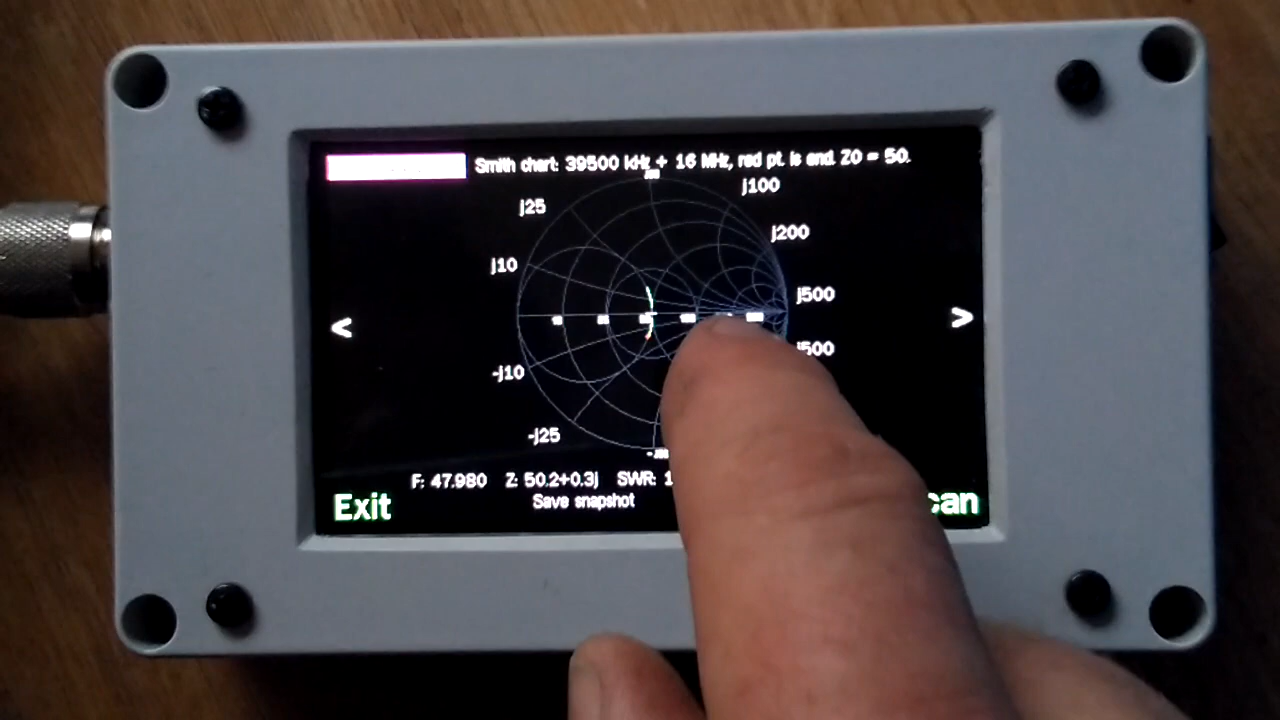 Smith chart: 39500 kHz + 16 MHz, red pt. is end. Z0 = 50.
j100
j25
j200
j10
j500
<
>
j500
-j10
-j25
F: 47.980 Z: 50.2+0.3j SWR: 1
Save snapshot
Exit
can